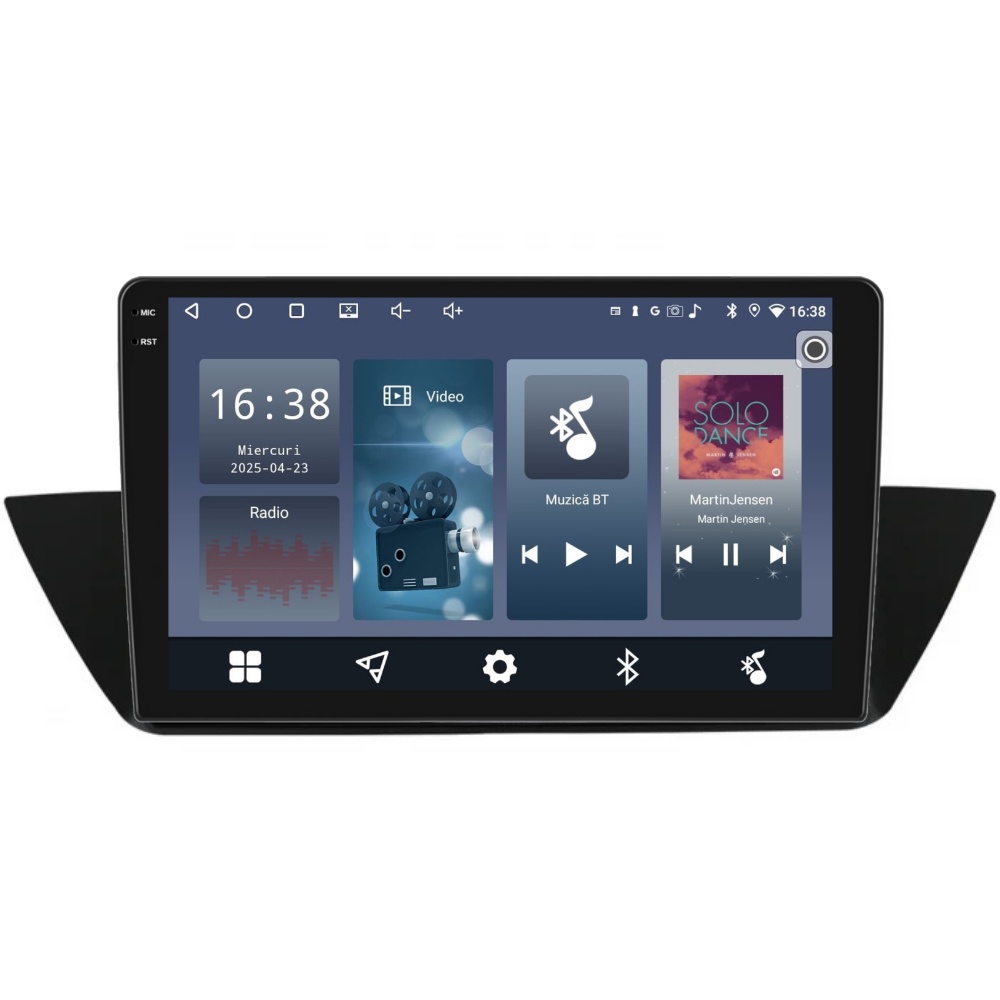 MIC
RST
G
16:38
16:38
Miercuri
2025-04-23
Radio
Video
Muzică BT
SOLO
DANCE
MARTIN JENSEN
MartinJensen
Martin Jensen